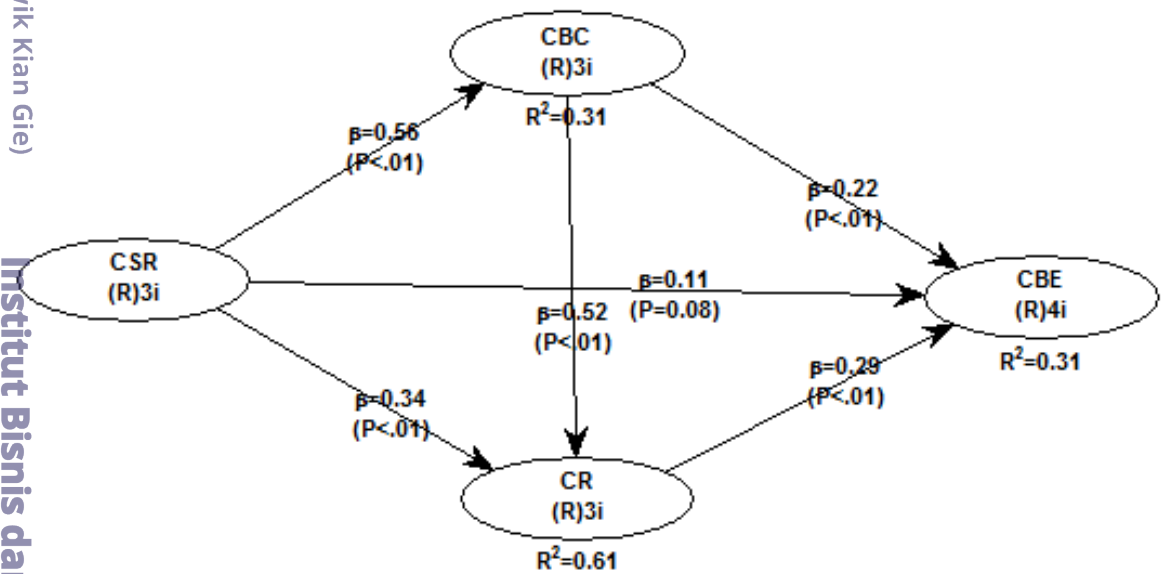 vik Kian Gie)
Institut Bisnis da
CBC
(R)3i
R²=0.31
β=0.56
(P<.01)
β=0.22
(P<.01)
CSR
(R)3i
β=0.11
(P=0.08)
CBE
(R)4i
R²=0.31
β=0.52
(P<.01)
β=0.29
(P<.01)
β=0.34
(P<.01)
CR
(R)3i
R²=0.61